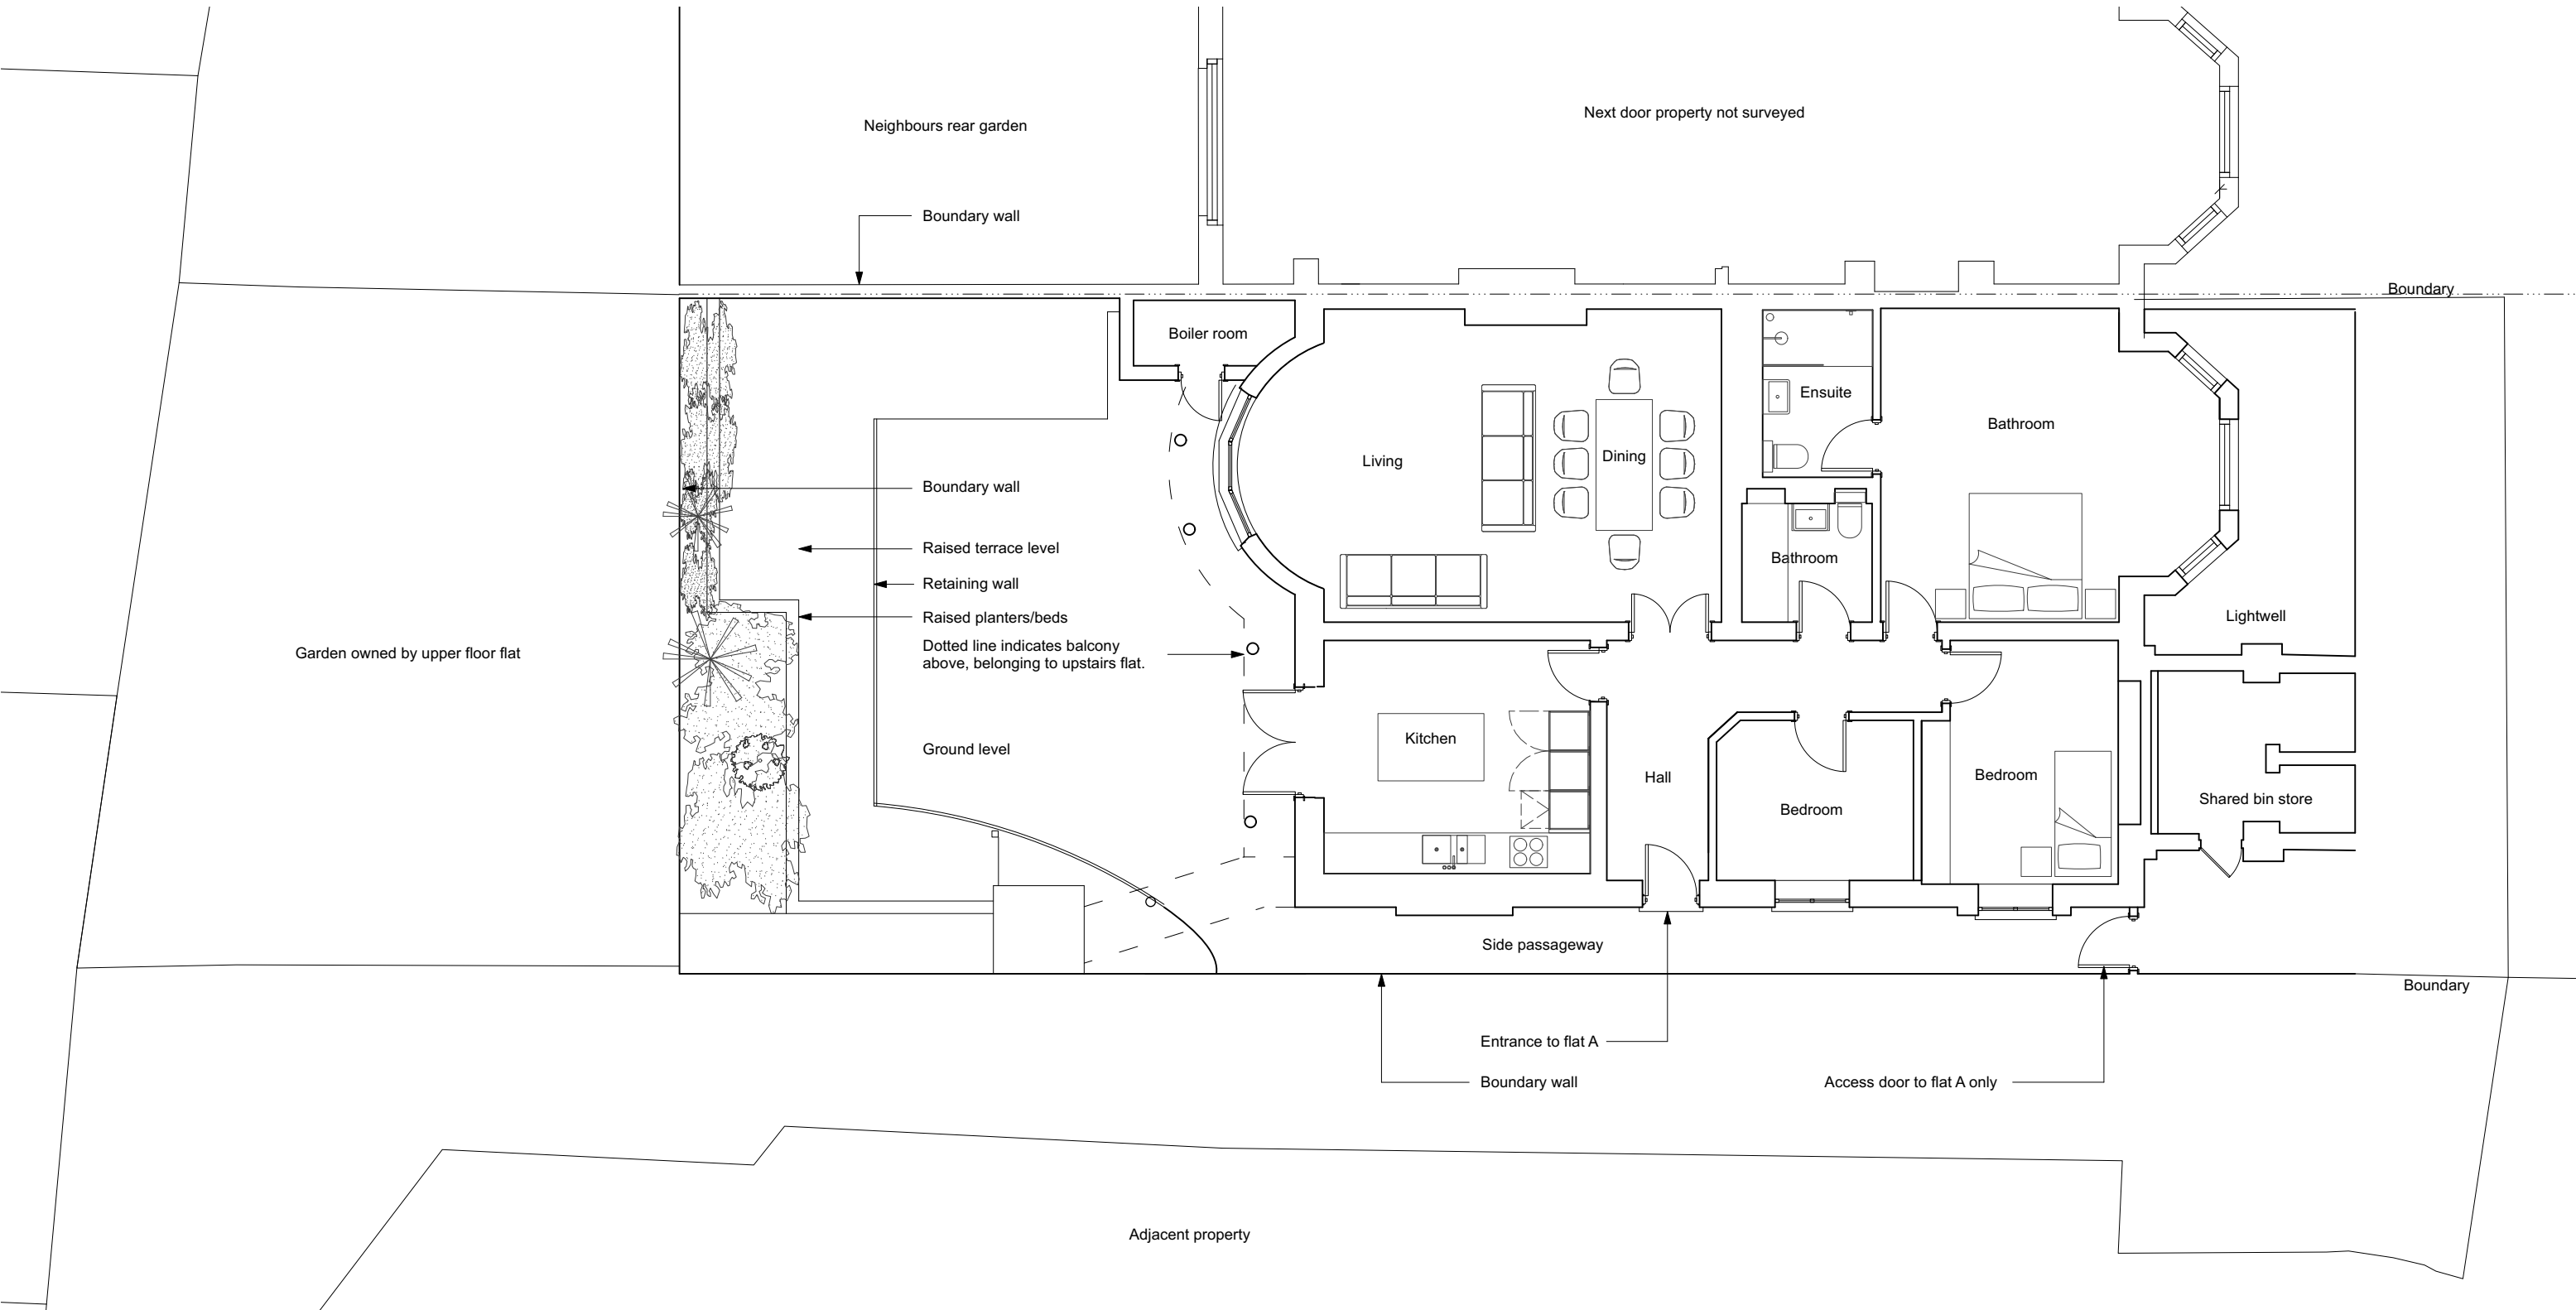 Next door property not surveyed
Neighbours rear garden
Boundary wall
Boundary
Boiler room
Ensuite
Bathroom
Living
Dining
Boundary wall
Raised terrace level
Bathroom
Retaining wall
Raised planters/beds
Lightwell
Dotted line indicates balcony
above, belonging to upstairs flat.
Garden owned by upper floor flat
Kitchen
Ground level
Hall
Bedroom
Shared bin store
Bedroom
Side passageway
Boundary
Entrance to flat A
Boundary wall
Access door to flat A only
Adjacent property